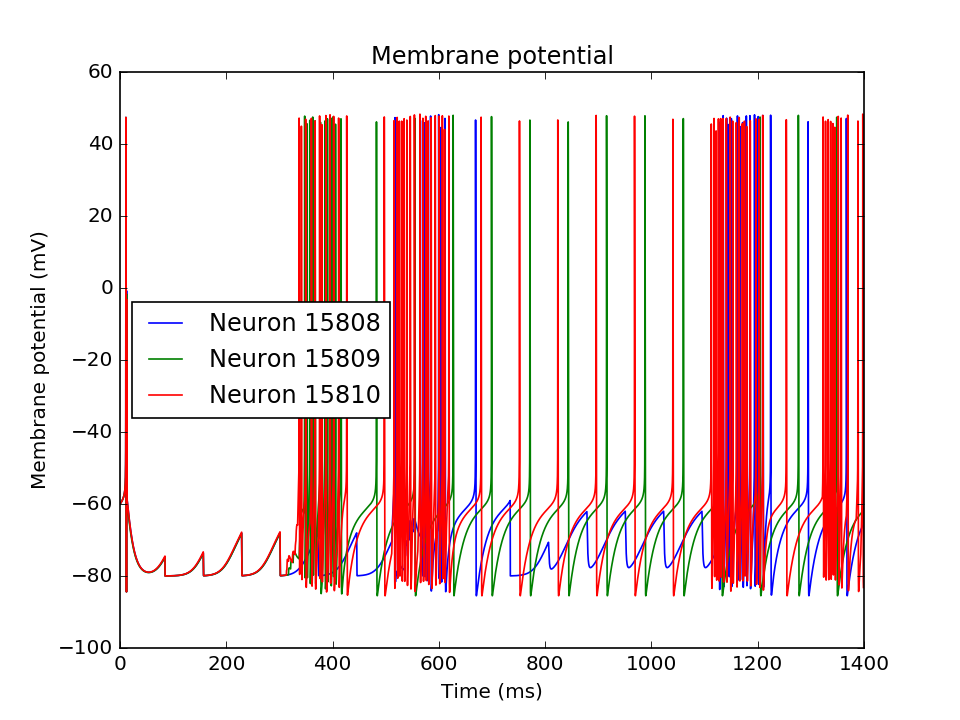 Membrane potential
Membrane potential (mV)
60
40
20
0
−20
−40
−60
−80
−100
Neuron 15808
Neuron 15809
Neuron 15810
0 200 400 600 800 1000 1200 1400
Time (ms)